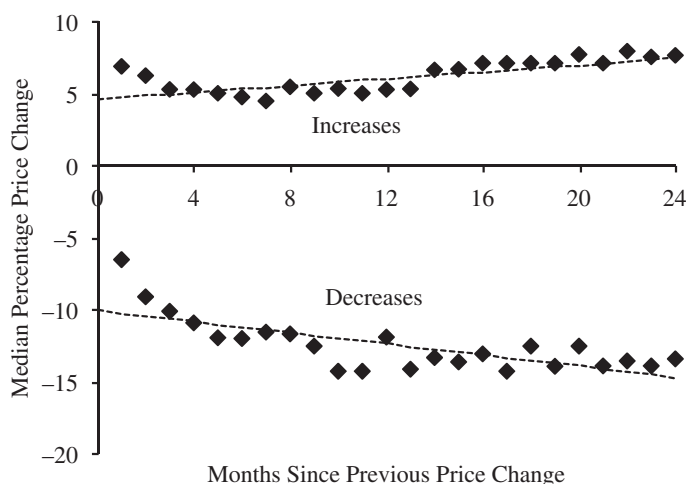 Median Percentage Price Change
10
5
0
−5
−10
−15
−20
0 4 8 12 16 20 24
Increases
Decreases
Months Since Previous Price Change